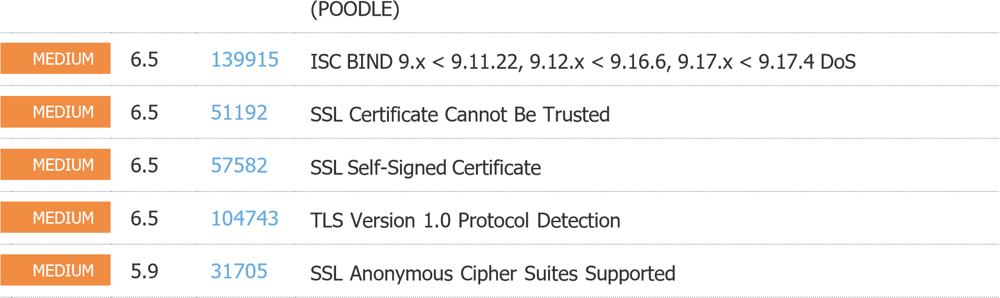 (POODLE)
MEDIUM 6.5 139915 ISC BIND 9.x < 9.11.22, 9.12.x < 9.16.6, 9.17.x < 9.17.4 DoS
MEDIUM 6.5 51192 SSL Certificate Cannot Be Trusted
MEDIUM 6.5 57582 SSL Self-Signed Certificate
MEDIUM 6.5 104743 TLS Version 1.0 Protocol Detection
MEDIUM 5.9 31705 SSL Anonymous Cipher Suites Supported